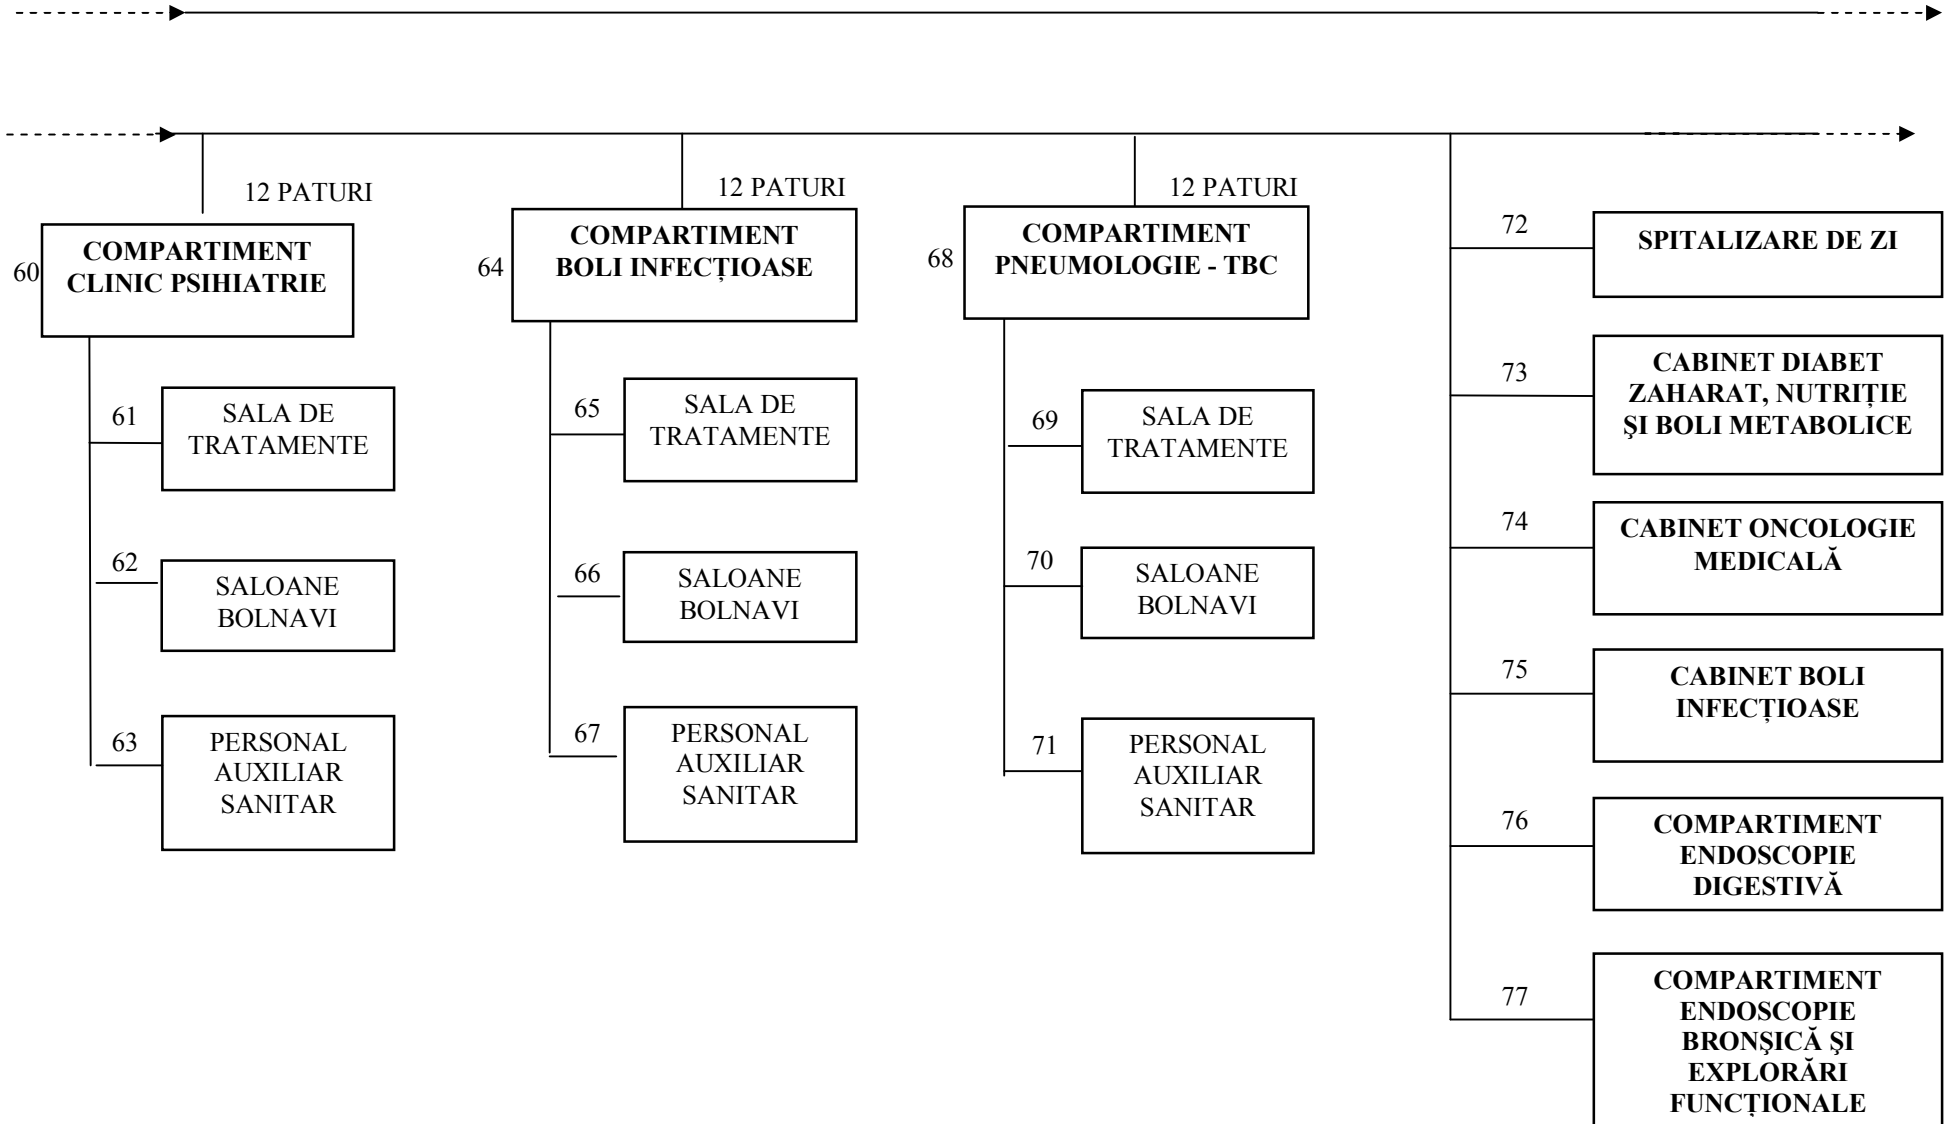 12 PATURI
60
COMPARTIMENT
CLINIC PSIHIATRIE
61
SALA DE
TRATAMENTE
62
SALOANE
BOLNAVI
63
PERSONAL
AUXILIAR
SANITAR
12 PATURI
64
COMPARTIMENT
BOLI INFECȚIOASE
65
SALA DE
TRATAMENTE
66
SALOANE
BOLNAVI
67
PERSONAL
AUXILIAR
SANITAR
12 PATURI
68
COMPARTIMENT
PNEUMOLOGIE - TBC
69
SALA DE
TRATAMENTE
70
SALOANE
BOLNAVI
71
PERSONAL
AUXILIAR
SANITAR
72
SPITALIZARE DE ZI
73
CABINET DIABET
ZAHARAT, NUTRIȚIE
ŞI BOLI METABOLICE
74
CABINET ONCOLOGIE
MEDICALĂ
75
CABINET BOLI
INFECȚIOASE
76
COMPARTIMENT
ENDOSCOPIE
DIGESTIVĂ
77
COMPARTIMENT
ENDOSCOPIE
BRONŞICĂ ŞI
EXPLORĂRI
FUNCȚIONALE